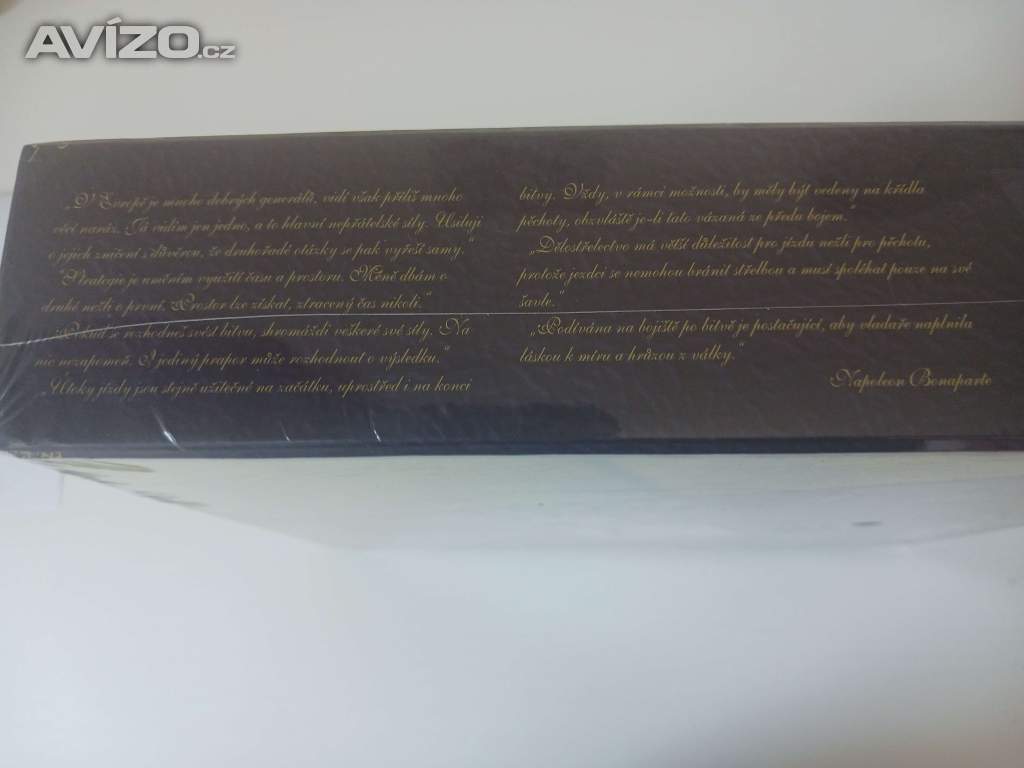 AVÍZO.cz
„V Evropě je mnoho dobrých generálů, vidí však příliš mnoho
věcí naráz. Já vidím jen jedno, a to hlavní nepřátelské síly. Usiluji
o jejich zničení s důvěrou, že druhořadé otázky se pak vyřeší samy.“
„Strategie je uměním využití času a prostoru. Méně dbám o
druhé nežli o první. Prostor lze získat, ztracený čas nikoli.“
„Pokud se rozhodneš svést bitvu, shromáždi veškeré své síly. Na
nic nezapomeň. I jediný prapor může rozhodnout o výsledku.“
„Útoky jízdy jsou stejně užitečné na začátku, uprostřed i na konci
bitvy. Vždy, v rámci možností, by měly být vedeny na křídla
pěchoty, obzvláště je-li tato vázaná ze předu bojem.“
„Dělostřelectvo má větší důležitost pro jízdu nežli pro pěchotu,
protože jezdci se nemohou bránit střelbou a musí spoléhat pouze na své
šavle.“
„Podívána na bojiště po bitvě je postačující, aby vladaře naplnila
láskou k míru a hrůzou z války.“
Napoleon Bonaparte